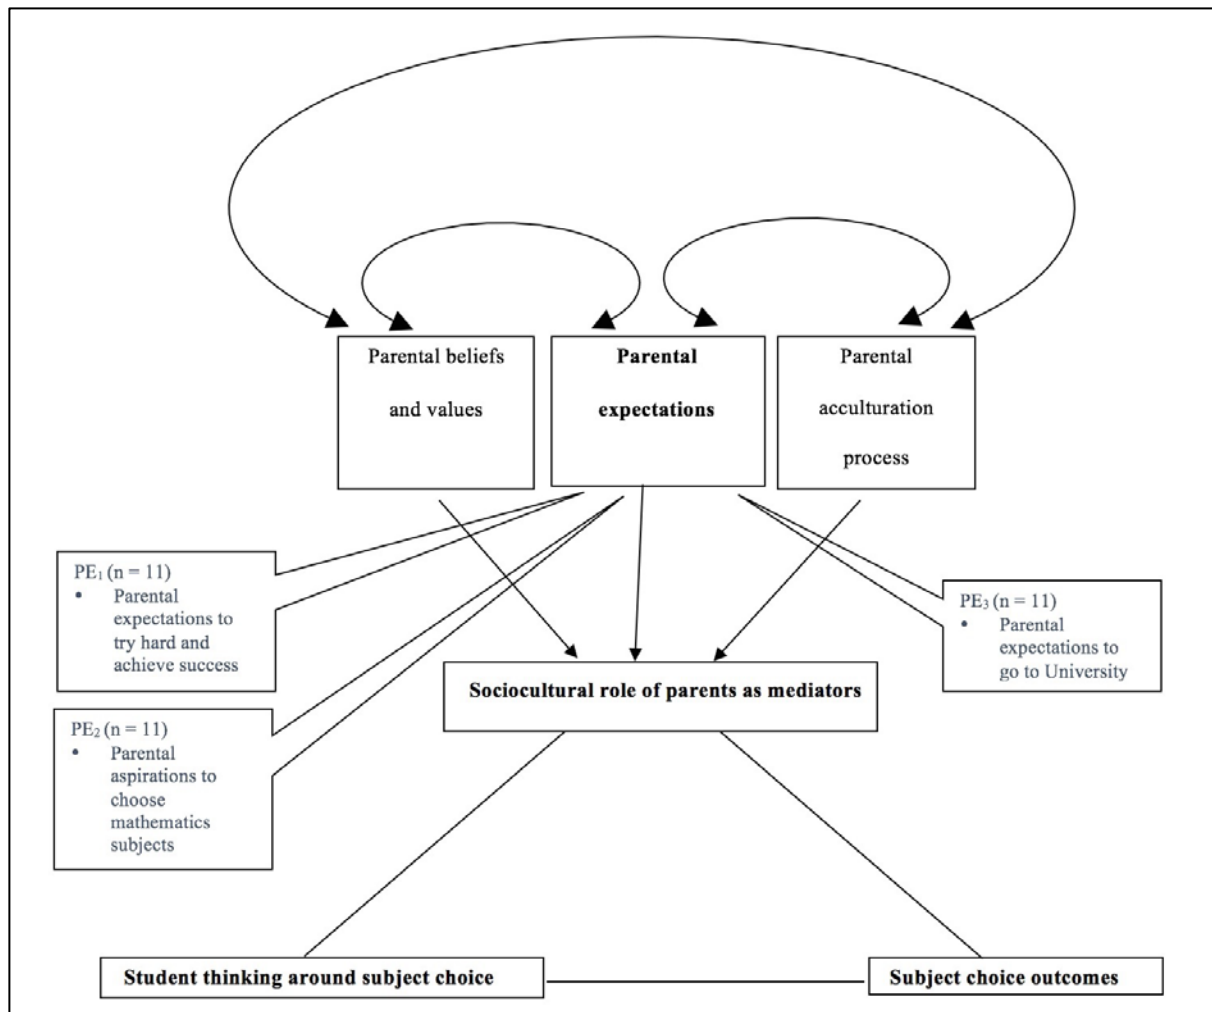 Parental beliefs
and values
Parental
expectations
Parental
acculturation
process
PE₁ (n = 11)
• Parental
expectations to
try hard and
achieve success
PE₃ (n = 11)
• Parental
expectations to
go to University
Sociocultural role of parents as mediators
PE₂ (n = 11)
• Parental
aspirations to
choose
mathematics
subjects
Student thinking around subject choice
Subject choice outcomes